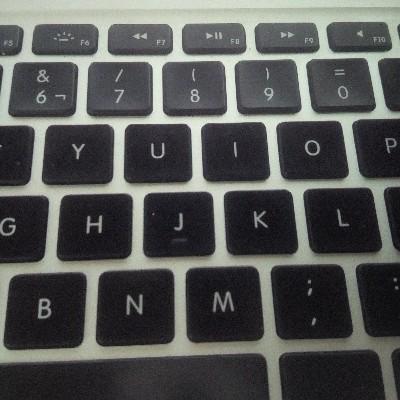 F5 F6 F7 F8 F9 F10
& / ( ) =
6 ¬ 7 8 9 0
Y U I O P
G H J K L
; :
B N M ,